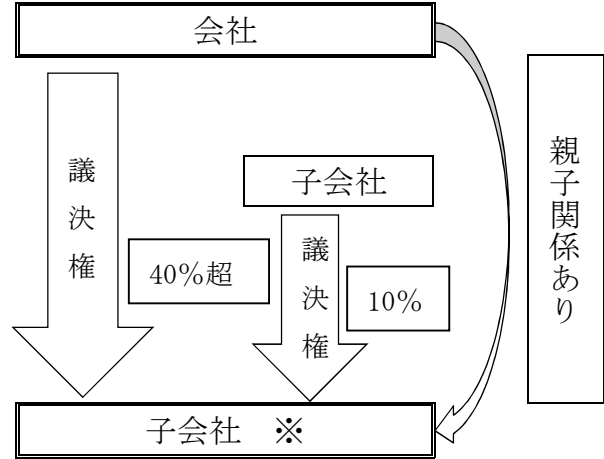 会社
議決権
40%超
子会社
議決権
10%
親子関係あり
子会社　※